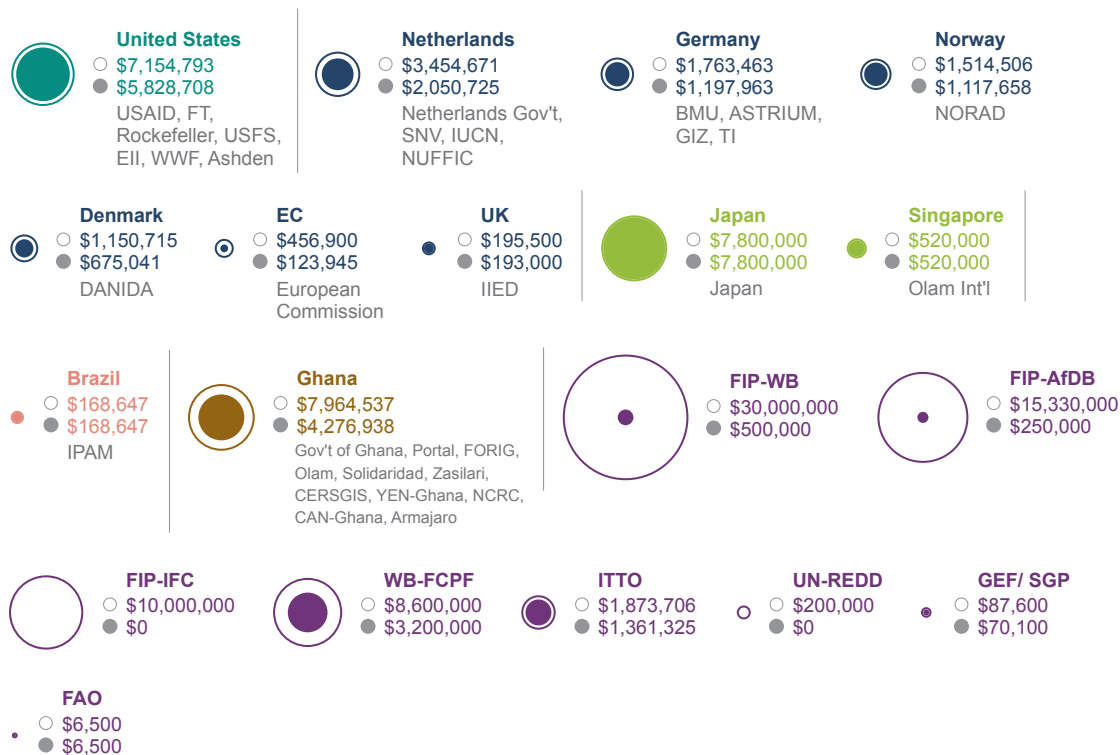 United States
$7,154,793
$5,828,708
USAID, FT,
Rockefeller, USFS,
EII, WWF, Ashden
Netherlands
$3,454,671
$2,050,725
Netherlands Gov't,
SNV, IUCN,
NUFFIC
Germany
$1,763,463
$1,197,963
BMU, ASTRIUM,
GIZ, TI
Norway
$1,514,506
$1,117,658
NORAD
Denmark
$1,150,715
$675,041
DANIDA
EC
$456,900
$123,945
European
Commission
UK
$195,500
$193,000
IIED
Japan
$7,800,000
$7,800,000
Japan
Singapore
$520,000
$520,000
Olam Int'l
Brazil
$168,647
$168,647
IPAM
Ghana
$7,964,537
$4,276,938
Gov't of Ghana, Portal, FORIG,
Olam, Solidaridad, Zasilari,
CERSGIS, YEN-Ghana, NCRC,
CAN-Ghana, Armajaro
FIP-WB
$30,000,000
$500,000
FIP-AfDB
$15,330,000
$250,000
FIP-IFC
$10,000,000
$0
WB-FCPF
$8,600,000
$3,200,000
ITTO
$1,873,706
$1,361,325
UN-REDD
$200,000
$0
GEF/ SGP
$87,600
$70,100
FAO
$6,500
$6,500